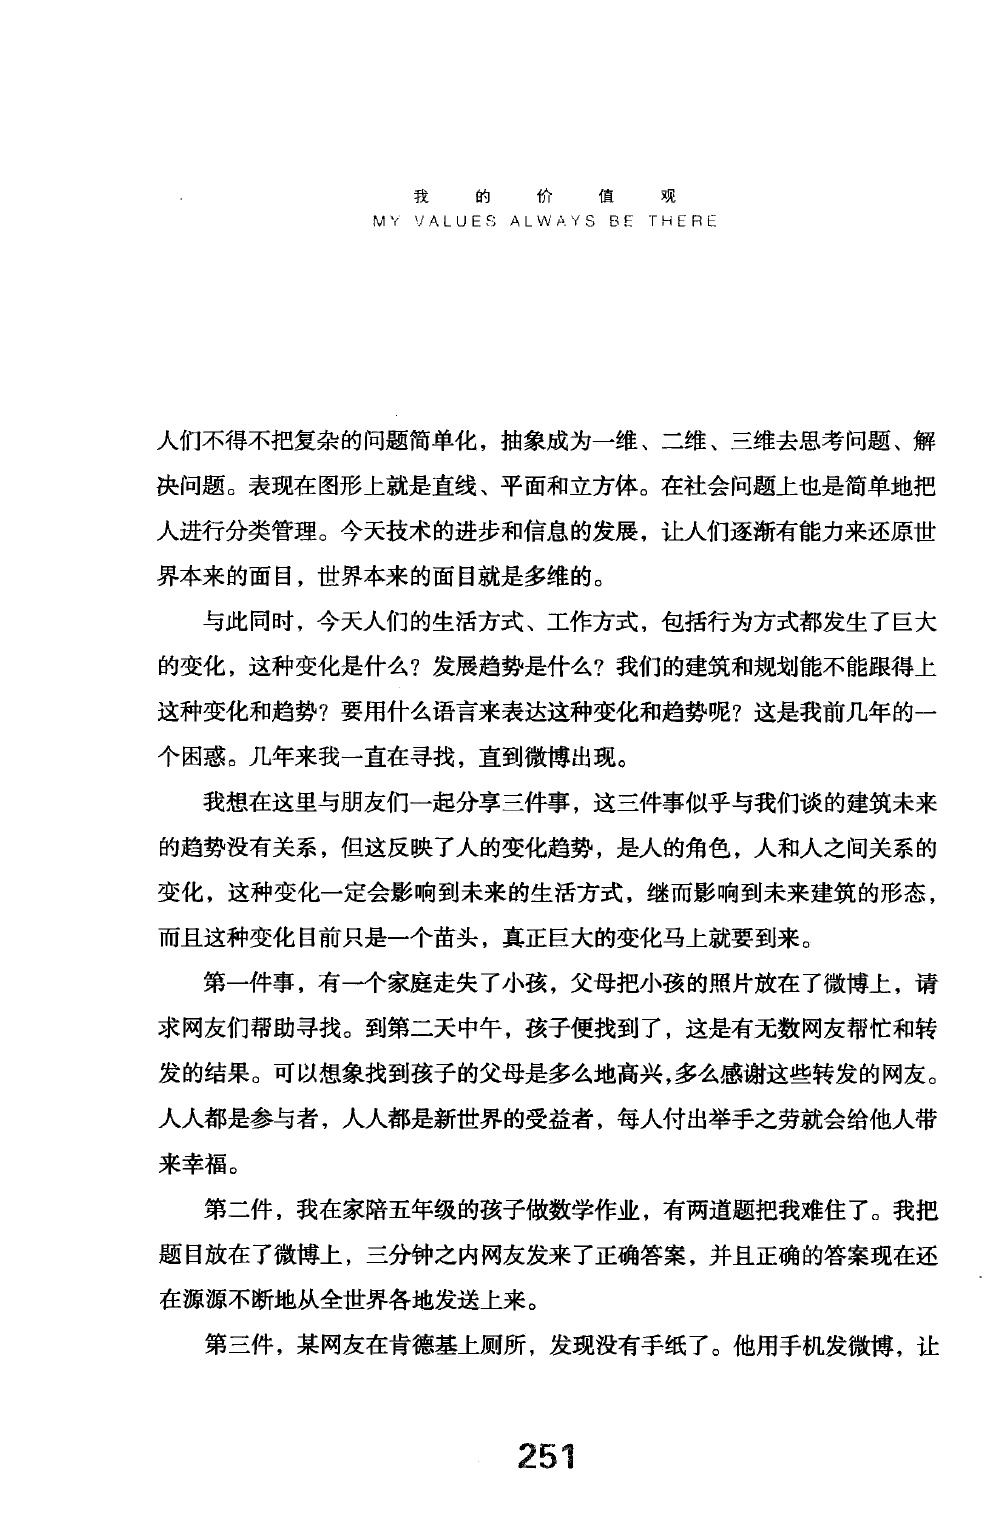 我的价值观
MY VALUES ALWAYS BE THERE
人们不得不把复杂的问题简单化，抽象成为一维、二维、三维去思考问题、解
决问题。表现在图形上就是直线、平面和立方体。在社会问题上也是简单地把
人进行分类管理。今天技术的进步和信息的发展，让人们逐渐有能力来还原世
界本来的面目，世界本来的面目就是多维的。
与此同时，今天人们的生活方式、工作方式，包括行为方式都发生了巨大
的变化，这种变化是什么？发展趋势是什么？我们的建筑和规划能不能跟得上
这种变化和趋势？要用什么语言来表达这种变化和趋势呢？这是我前几年的一
个困惑。几年来我一直在寻找，直到微博出现。
我想在这里与朋友们一起分享三件事，这三件事似乎与我们谈的建筑未来
的趋势没有关系，但这反映了人的变化趋势，是人的角色，人和人之间关系的
变化，这种变化一定会影响到未来的生活方式，继而影响到未来建筑的形态，
而且这种变化目前只是一个苗头，真正巨大的变化马上就要到来。
第一件事，有一个家庭走失了小孩，父母把小孩的照片放在了微博上，请
求网友们帮助寻找。到第二天中午，孩子便找到了，这是有无数网友帮忙和转
发的结果。可以想象找到孩子的父母是多么地高兴，多么感谢这些转发的网友。
人人都是参与者，人人都是新世界的受益者，每人付出举手之劳就会给他人带
来幸福。
第二件，我在家陪五年级的孩子做数学作业，有两道题把我难住了。我把
题目放在了微博上，三分钟之内网友发来了正确答案，并且正确的答案现在还
在源源不断地从全世界各地发送上来。
第三件，某网友在肯德基上厕所，发现没有手纸了。他用手机发微博，让
251